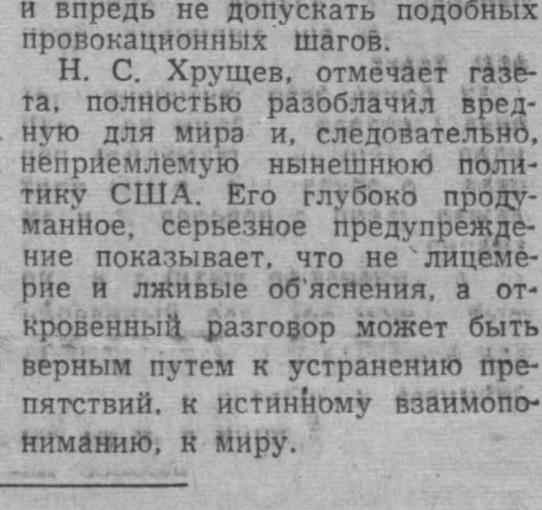 и впредь не допускать подобных
провокационных шагов.
Н. С. Хрущев, отмечает газе-
та, полностью разоблачил вред-
ную для мира и, следовательно,
неприемлемую нынешнюю поли-
тику США. Его глубоко проду-
манное, серьезное предупрежде-
ние показывает, что не лицеме-
рие и лживые об'яснения, а от-
кровенный разговор может быть
верным путем к устранению пре-
пятствий, к истинному взаимопо-
ниманию, к миру.